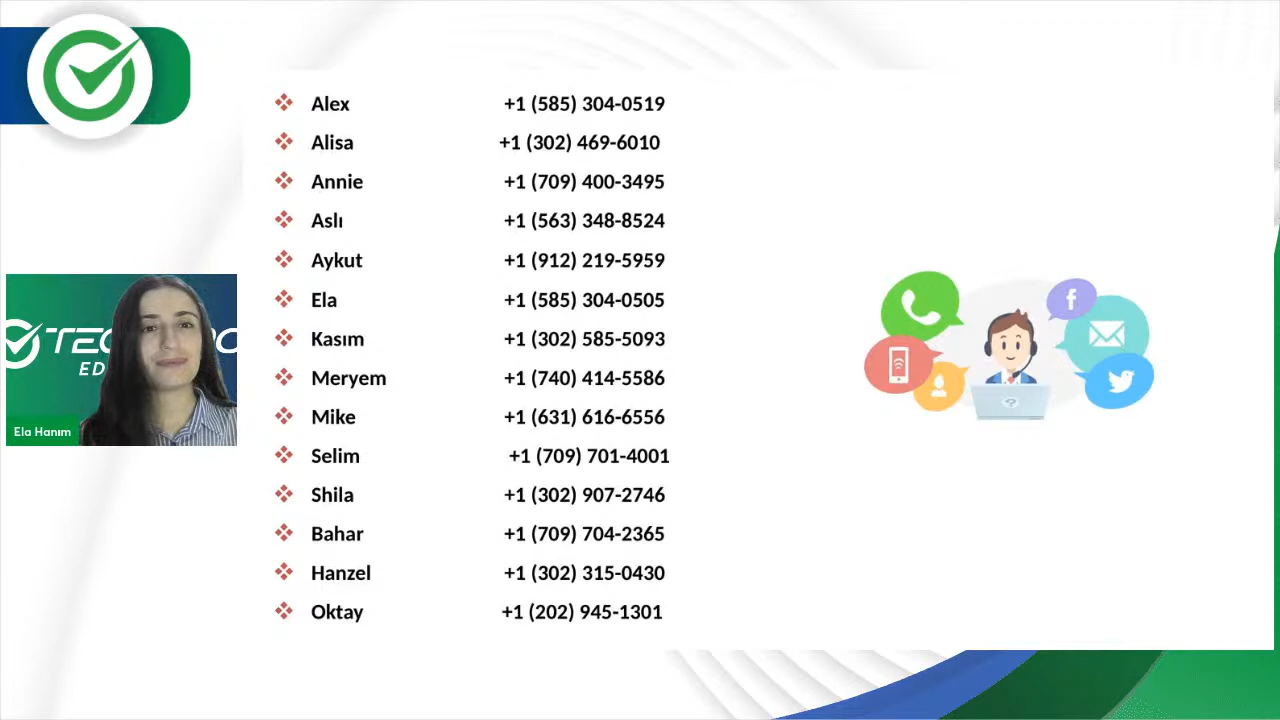 Alex +1 (585) 304-0519
Alisa +1 (302) 469-6010
Annie +1 (709) 400-3495
Aslı +1 (563) 348-8524
Aykut +1 (912) 219-5959
Ela +1 (585) 304-0505
Kasım +1 (302) 585-5093
Meryem +1 (740) 414-5586
Mike +1 (631) 616-6556
Selim +1 (709) 701-4001
Shila +1 (302) 907-2746
Bahar +1 (709) 704-2365
Hanzel +1 (302) 315-0430
Oktay +1 (202) 945-1301
Ela Hanım